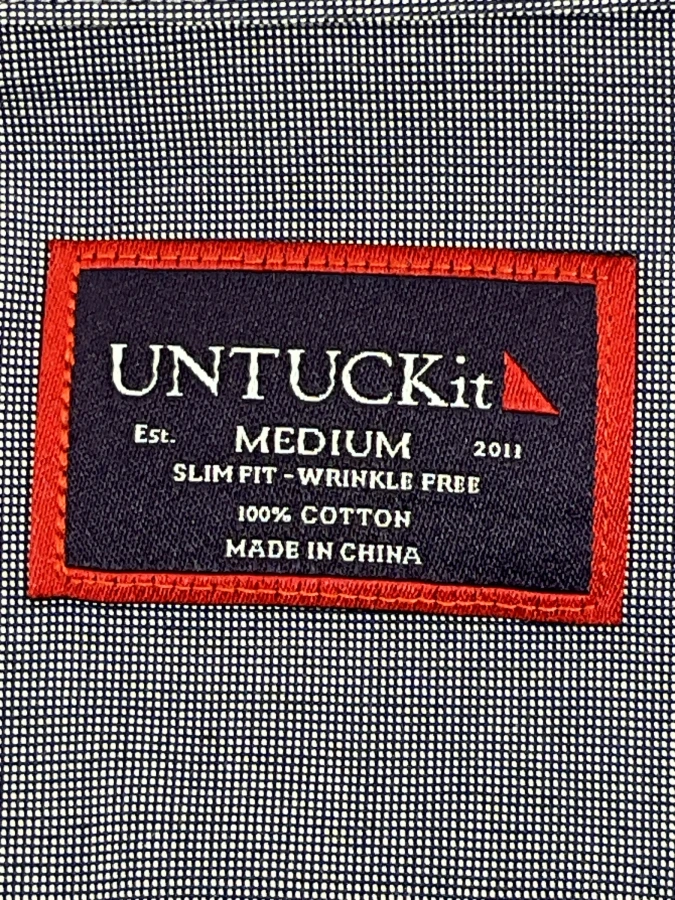 UNTUCKit
Est. MEDIUM 2011
SLIM FIT - WRINKLE FREE
100% COTTON
MADE IN CHINA